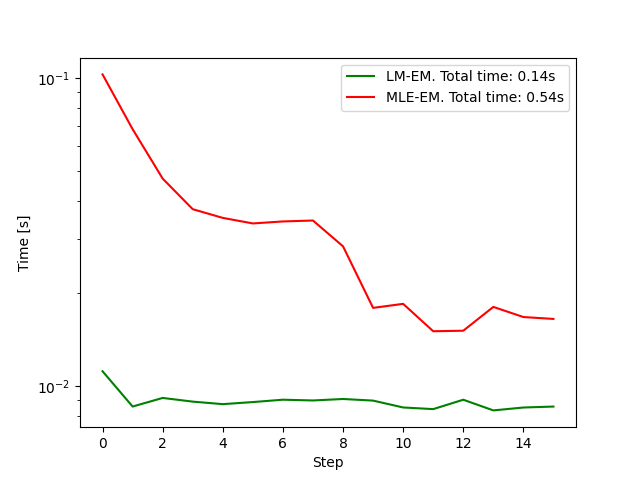 LM-EM. Total time: 0.14s
MLE-EM. Total time: 0.54s
10⁻¹
10⁻²
Time [s]
0 2 4 6 8 10 12 14
Step